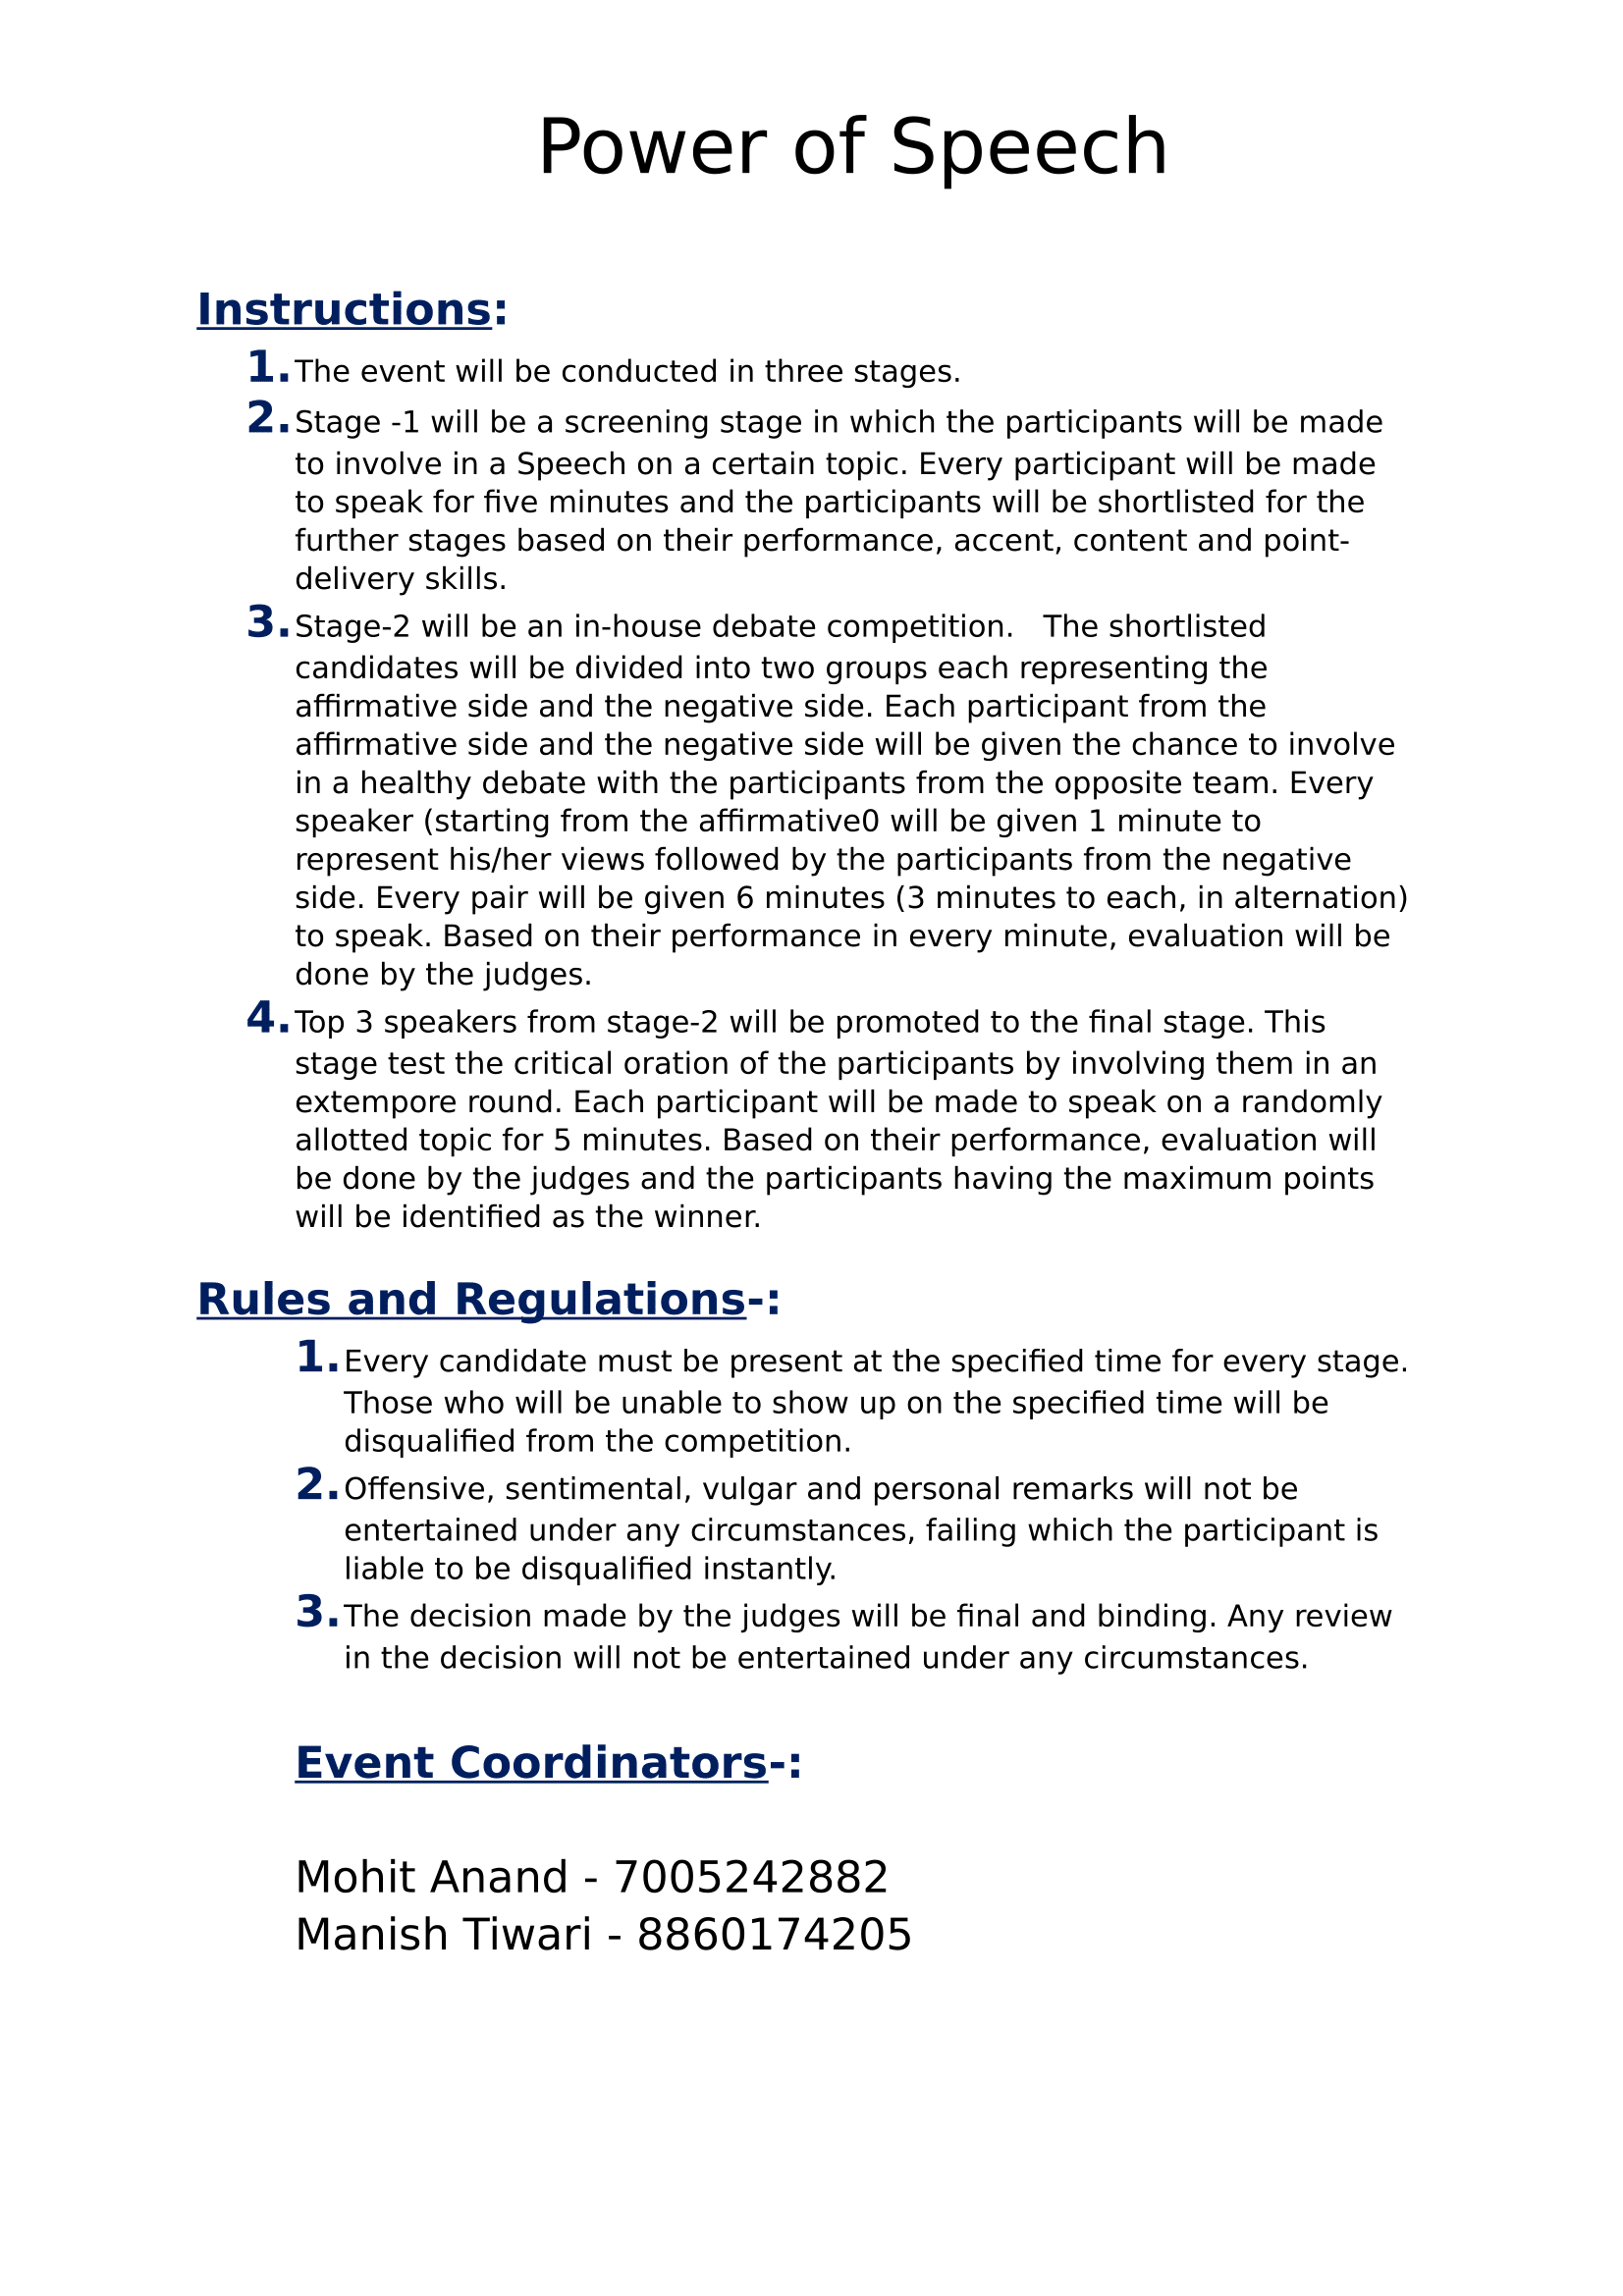 Power of Speech
Instructions:
1. The event will be conducted in three stages.
2. Stage -1 will be a screening stage in which the participants will be made
to involve in a Speech on a certain topic. Every participant will be made
to speak for five minutes and the participants will be shortlisted for the
further stages based on their performance, accent, content and point-
delivery skills.
3. Stage-2 will be an in-house debate competition.   The shortlisted
candidates will be divided into two groups each representing the
affirmative side and the negative side. Each participant from the
affirmative side and the negative side will be given the chance to involve
in a healthy debate with the participants from the opposite team. Every
speaker (starting from the affirmative0 will be given 1 minute to
represent his/her views followed by the participants from the negative
side. Every pair will be given 6 minutes (3 minutes to each, in alternation)
to speak. Based on their performance in every minute, evaluation will be
done by the judges.
4. Top 3 speakers from stage-2 will be promoted to the final stage. This
stage test the critical oration of the participants by involving them in an
extempore round. Each participant will be made to speak on a randomly
allotted topic for 5 minutes. Based on their performance, evaluation will
be done by the judges and the participants having the maximum points
will be identified as the winner.
Rules and Regulations-:
1. Every candidate must be present at the specified time for every stage.
Those who will be unable to show up on the specified time will be
disqualified from the competition.
2. Offensive, sentimental, vulgar and personal remarks will not be
entertained under any circumstances, failing which the participant is
liable to be disqualified instantly.
3. The decision made by the judges will be final and binding. Any review
in the decision will not be entertained under any circumstances.
Event Coordinators-:
Mohit Anand - 7005242882
Manish Tiwari - 8860174205